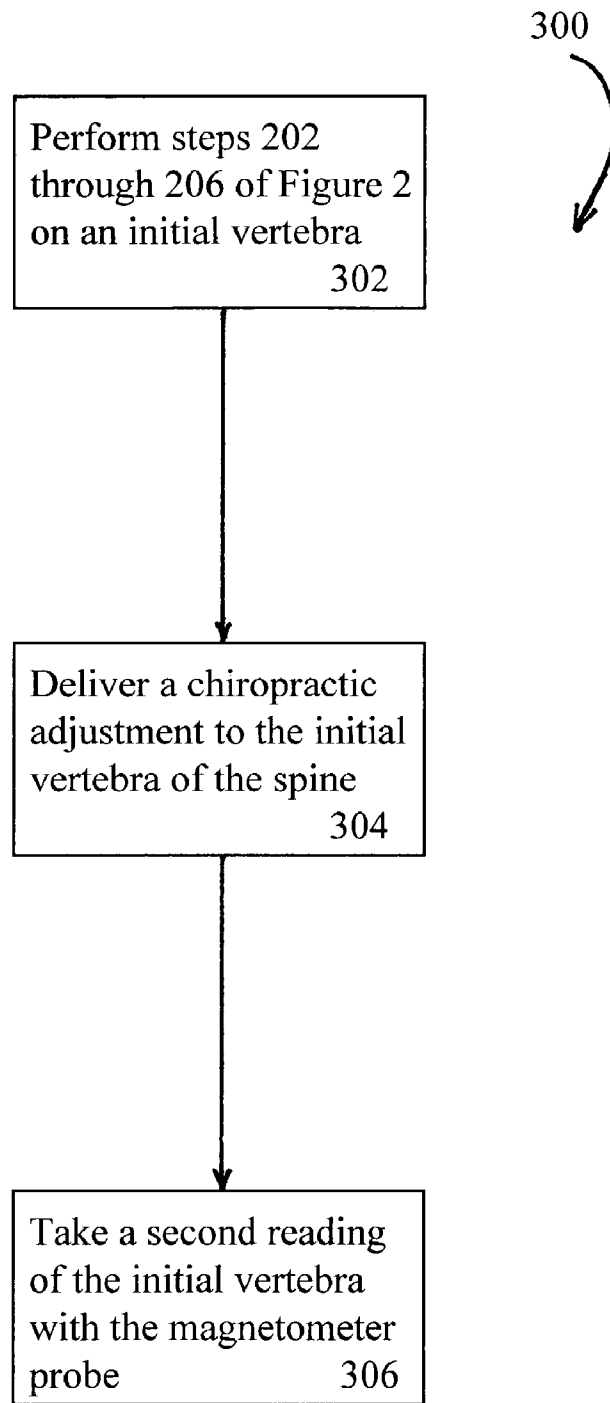 300
Perform steps 202
through 206 of Figure 2
on an initial vertebra
302
Deliver a chiropractic
adjustment to the initial
vertebra of the spine
304
Take a second reading
of the initial vertebra
with the magnetometer
probe 306